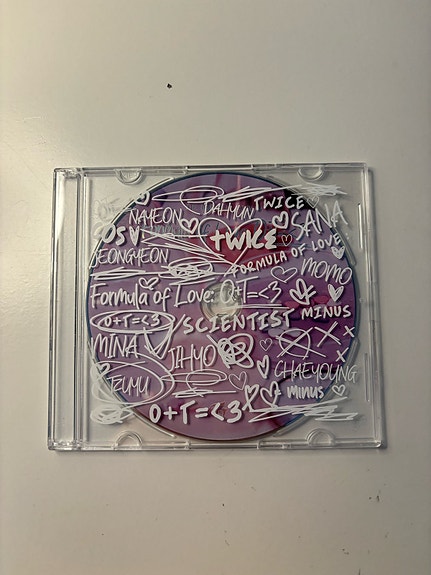 NAYEON DAHYUN TWICE
OS SANA
TWICE
JEONGYEON FORMULA OF LOVE
MOMO
Formula of Love: O+T=<3
O+T=<3 /SCIENTIST MINUS
MINA JIHYO
CHAEYOUNG
TZUYU MINUS
O+T=<3